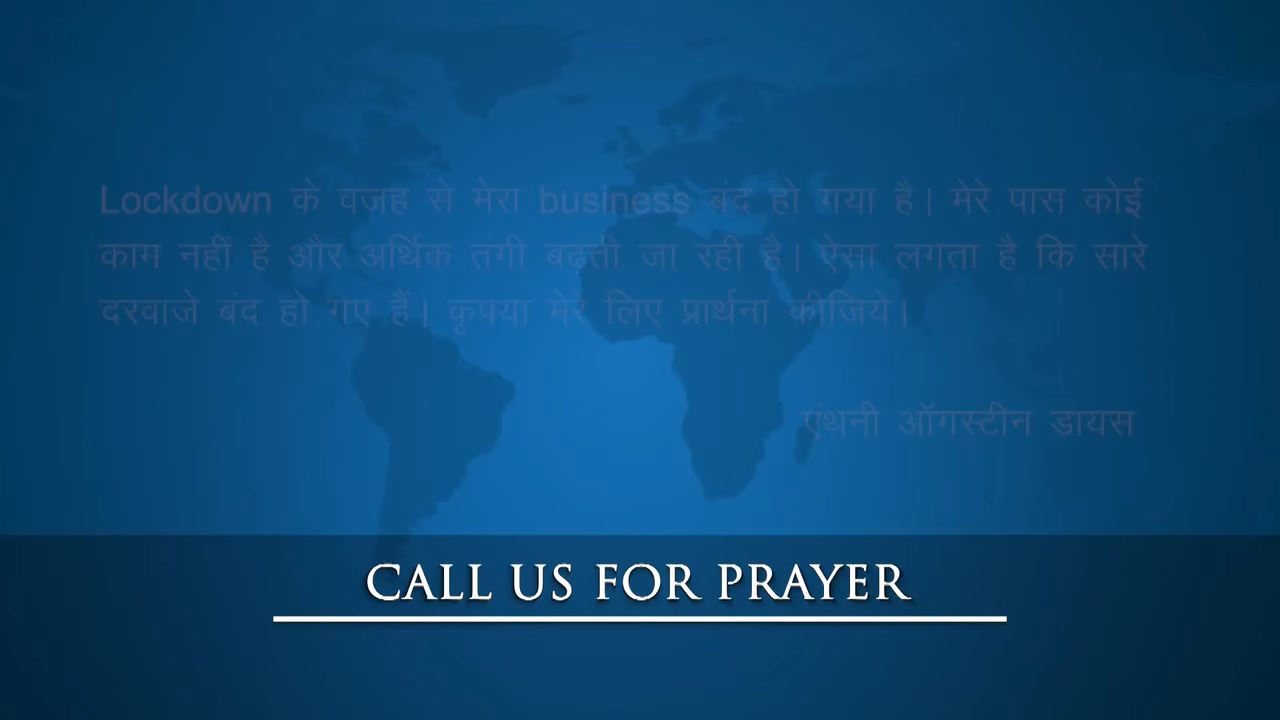 Lockdown के वजह से मेरा business बंद हो गया है। मेरे पास कोई
काम नहीं है और अर्थिक तंगी बढ़ती जा रही है। ऐसा लगता है कि सारे
दरवाजे बंद हो गए हैं। कृपया मेरे लिए प्रार्थना कीजिये।
एंथनी ऑगस्टीन डायस
CALL US FOR PRAYER